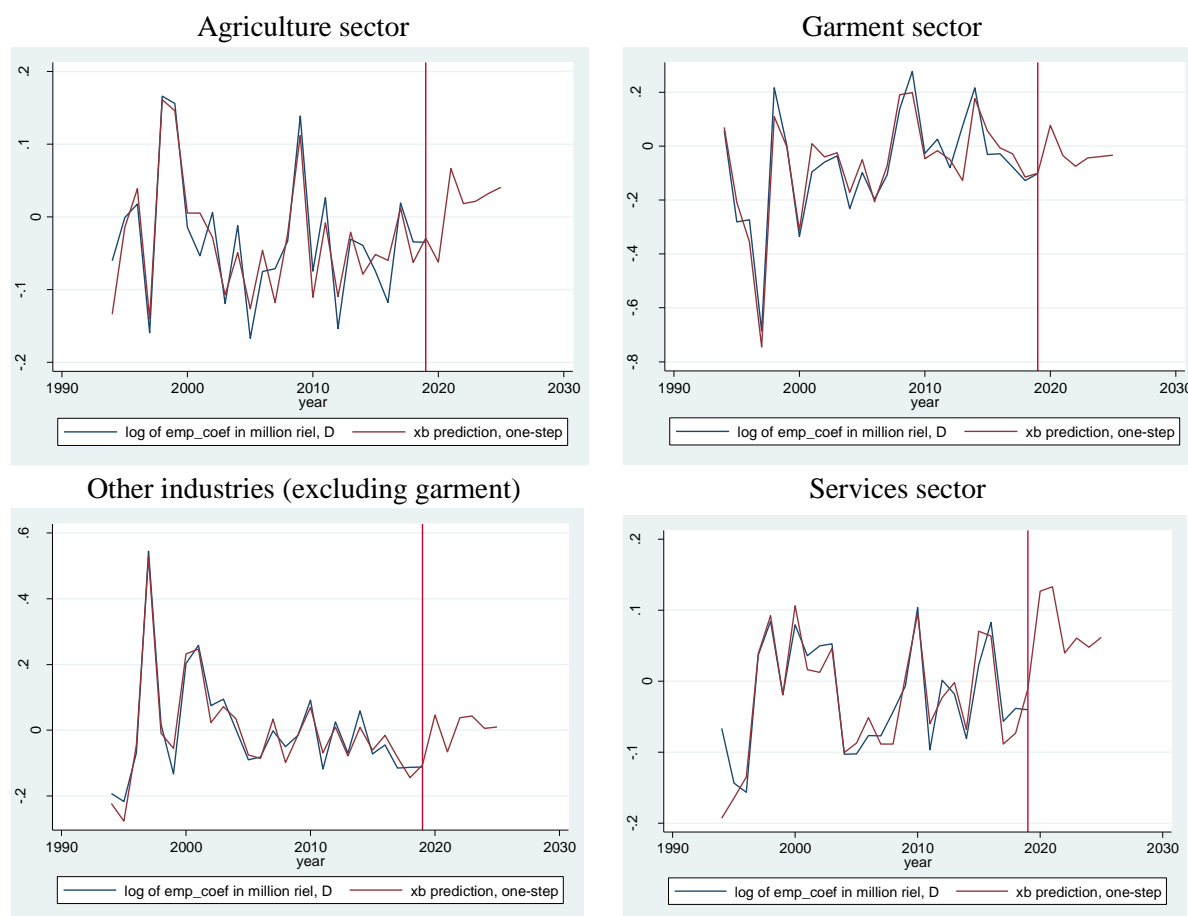 Agriculture sector
.2
.1
0
-.1
-.2
1990 2000 2010 2020 2030
year
log of emp_coef in million riel, D xb prediction, one-step
Garment sector
.2
0
-.2
-.4
-.6
-.8
1990 2000 2010 2020 2030
year
log of emp_coef in million riel, D xb prediction, one-step
Other industries (excluding garment)
.6
.4
.2
0
-.2
1990 2000 2010 2020 2030
year
log of emp_coef in million riel, D xb prediction, one-step
Services sector
.2
.1
0
-.1
-.2
1990 2000 2010 2020 2030
year
log of emp_coef in million riel, D xb prediction, one-step